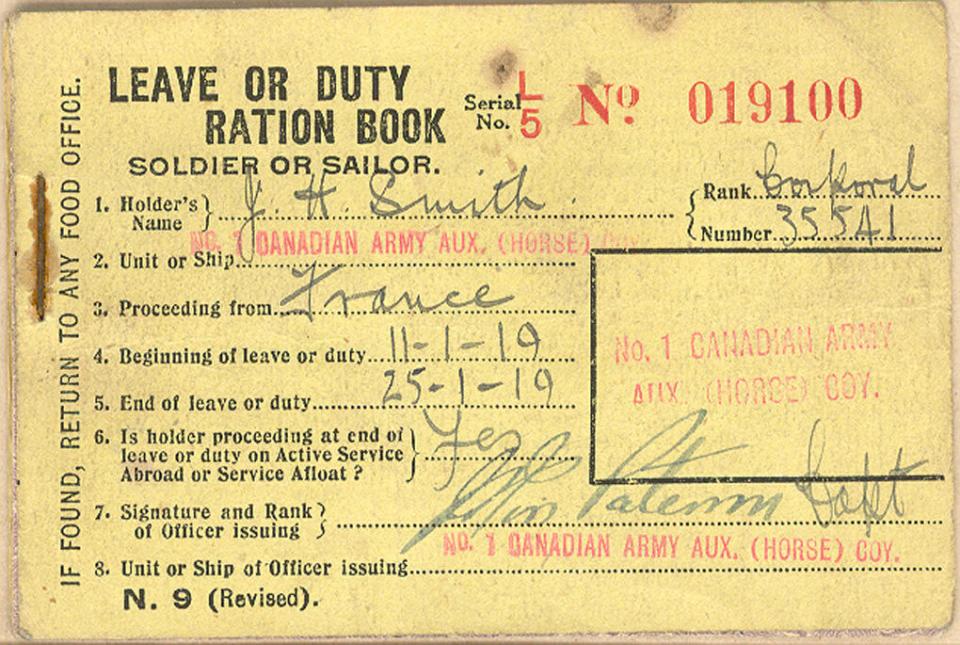 LEAVE OR DUTY
RATION BOOK
SOLDIER OR SAILOR.
Serial No. L/5 No. 019100
1. Holder's Name } J. H. Smith
{ Rank Corporal
Number 35541
NO. 1 CANADIAN ARMY AUX. (HORSE) Coy.
2. Unit or Ship
3. Proceeding from France
4. Beginning of leave or duty 11-1-19
5. End of leave or duty 25-1-19
No. 1 CANADIAN ARMY
AUX. (HORSE) COY.
6. Is holder proceeding at end of
leave or duty on Active Service
Abroad or Service Afloat ? } Yes
7. Signature and Rank
of Officer issuing } Capt
NO. 1 CANADIAN ARMY AUX. (HORSE) COY.
8. Unit or Ship of Officer issuing
N. 9 (Revised).
IF FOUND, RETURN TO ANY FOOD OFFICE.